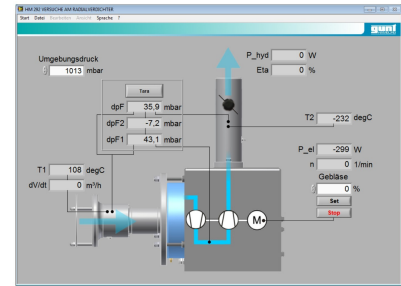 HM 282 VERSUCHE AM RADIALVERDICHTER
Start Datei Bearbeiten Ansicht Sprache ?
gunt
Umgebungsdruck
1013 mbar
P_hyd 0 W
Eta 0 %
Tara
dpF 35,9 mbar
dpF2 -7,2 mbar
dpF1 43,1 mbar
T2 -232 degC
T1 108 degC
dV/dt 0 m³/h
P_el -299 W
n 0 1/min
Gebläse
0 %
Set
Stop
M